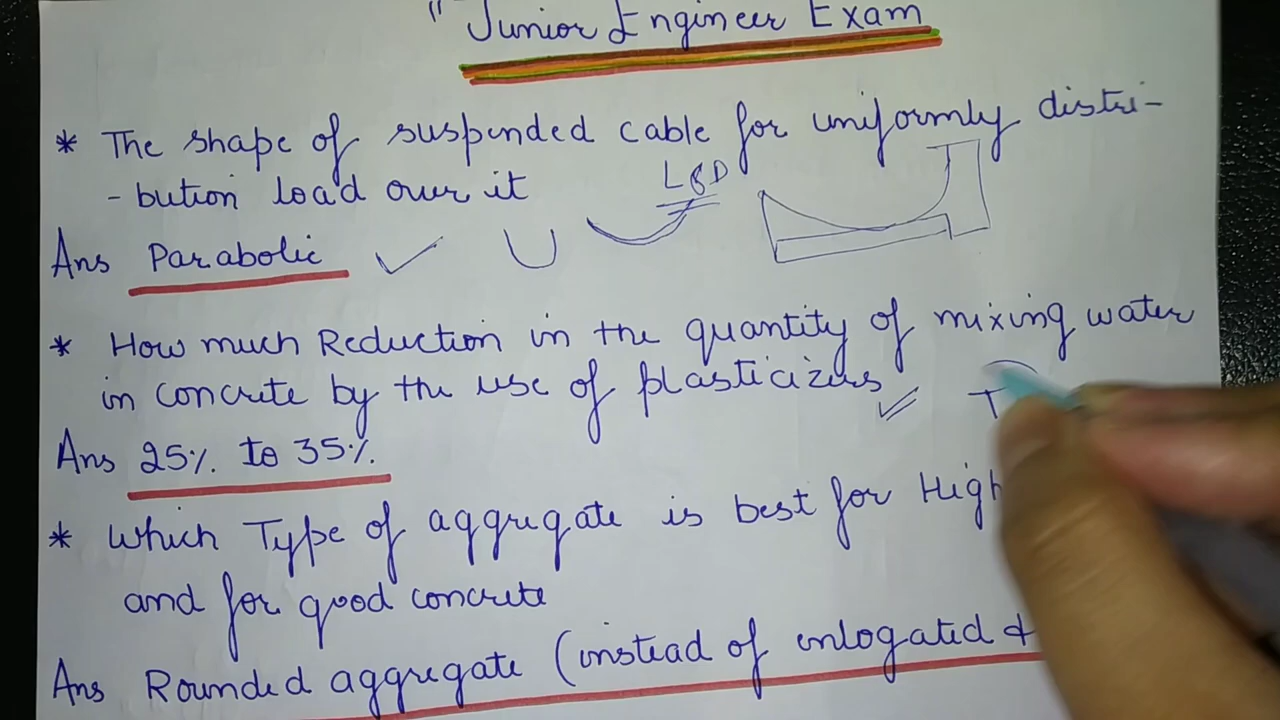 " Junior Engineer Exam
* The shape of suspended cable for uniformly distri-
- bution load over it
L&D
Ans Parabolic
* How much Reduction in the quantity of mixing water
in concrete by the use of plasticizers
T
Ans 25%. to 35%.
* Which Type of aggregate is best for High
and for good concrete
Ans Rounded aggregate (instead of enlogated &